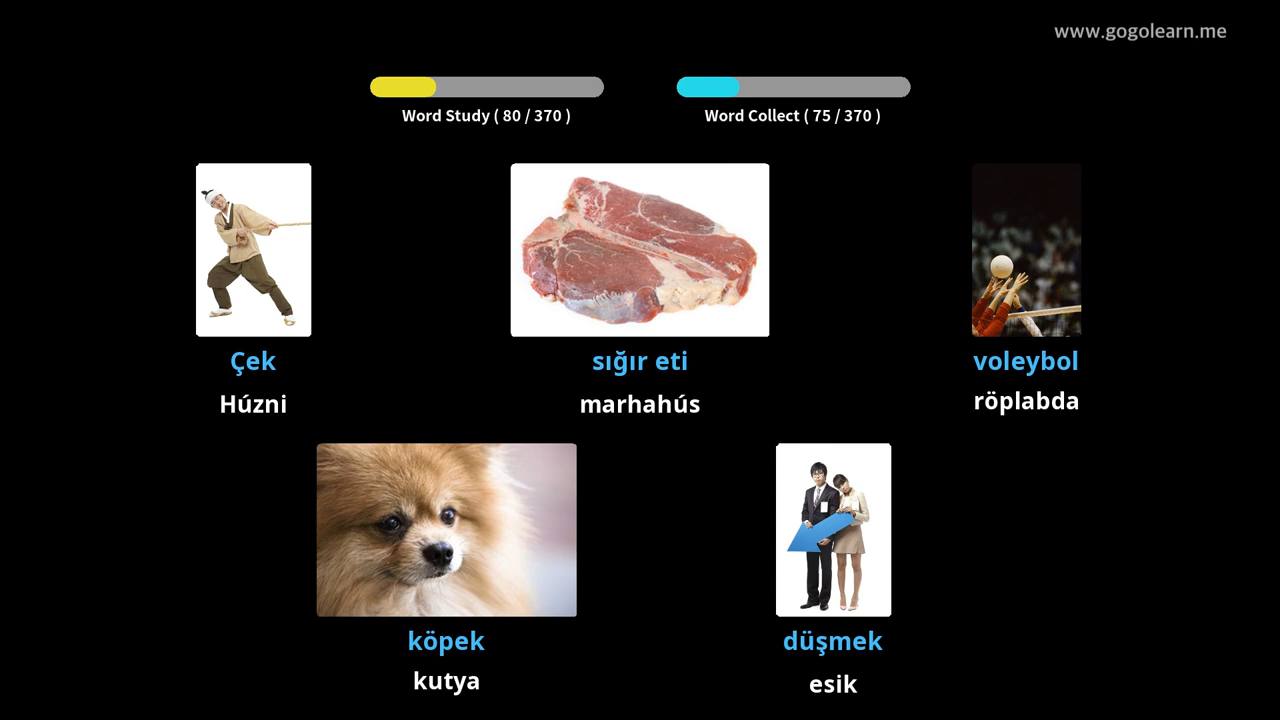 www.gogolearn.me
Word Study ( 80 / 370 )
Word Collect ( 75 / 370 )
Çek
Húzni
sığır eti
marhahús
voleybol
röplabda
köpek
kutya
düşmek
esik